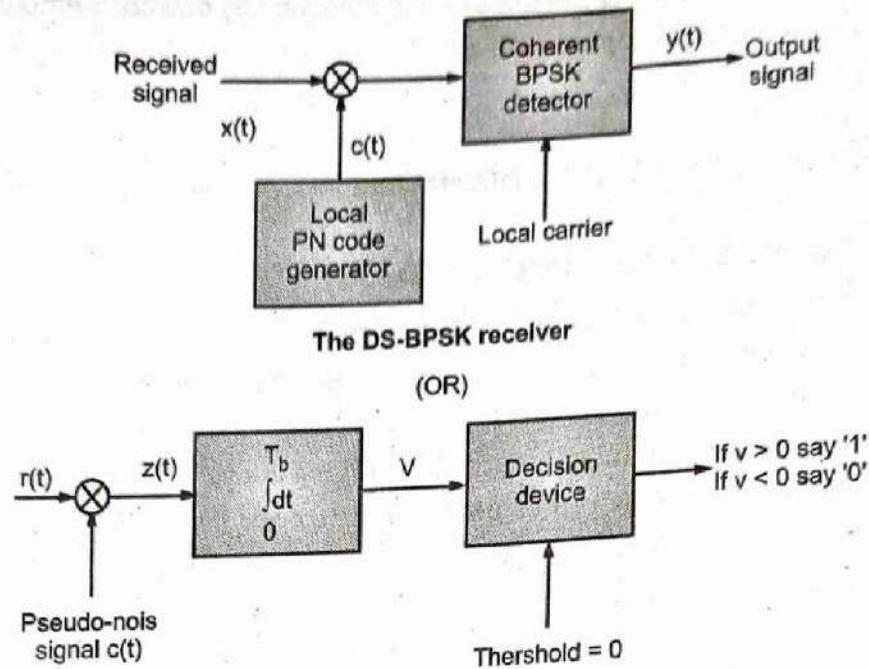 Received
signal
x(t)
c(t)
Local
PN code
generator
Coherent
BPSK
detector
Local carrier
y(t)
Output
signal
The DS-BPSK receiver
(OR)
r(t)
z(t)
Pseudo-nois
signal c(t)
T_b
∫dt
0
V
Decision
device
Thershold = 0
If v > 0 say '1'
If v < 0 say '0'